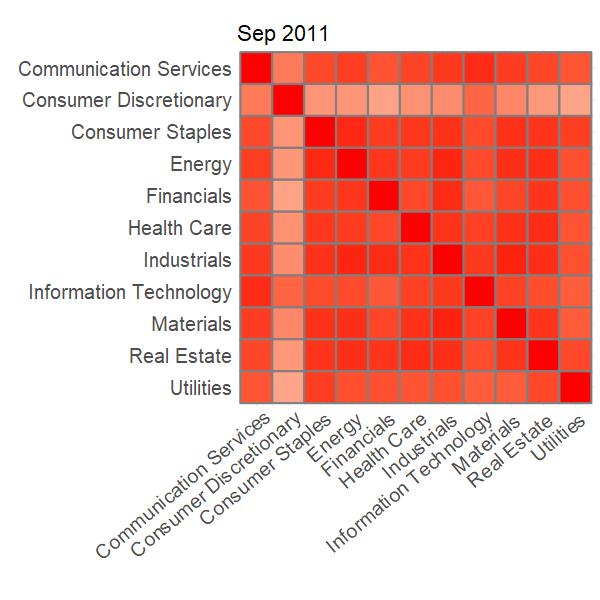 Sep 2011
Communication Services
Consumer Discretionary
Consumer Staples
Energy
Financials
Health Care
Industrials
Information Technology
Materials
Real Estate
Utilities
Communication Services
Consumer Discretionary
Consumer Staples
Energy
Financials
Health Care
Industrials
Information Technology
Materials
Real Estate
Utilities